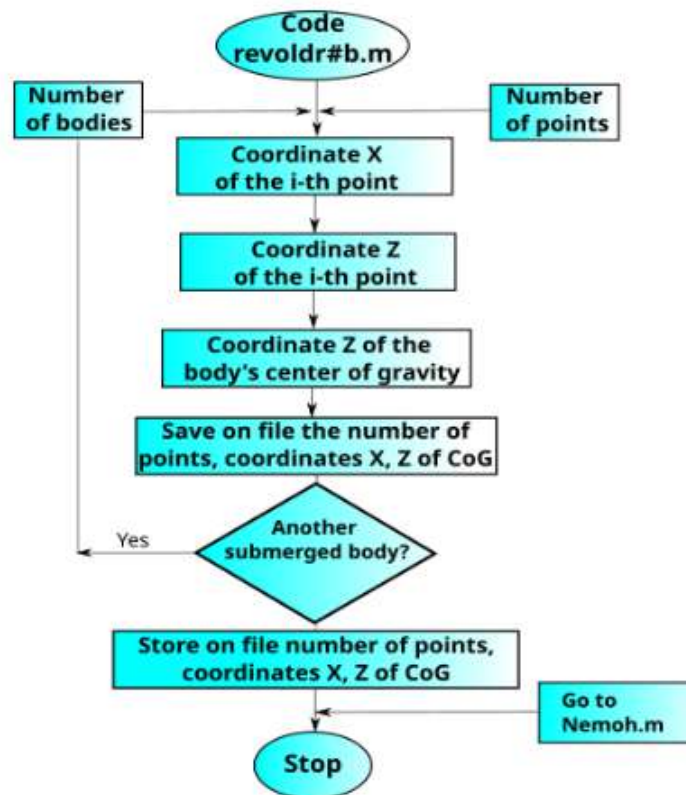 Code
revoldr#b.m
Number
of bodies
Number
of points
Coordinate X
of the i-th point
Coordinate Z
of the i-th point
Coordinate Z of the
body's center of gravity
Save on file the number of
points, coordinates X, Z of CoG
Another
submerged body?
Yes
Store on file number of points,
coordinates X, Z of CoG
Go to
Nemoh.m
Stop